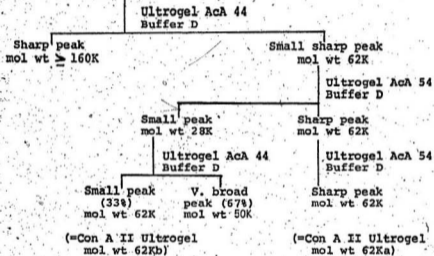 Ultrogel AcA 44
Buffer D
Sharp peak
mol wt ≥ 160K
Small sharp peak
mol wt 62K
Ultrogel AcA 54
Buffer D
Small peak
mol wt 28K
Sharp peak
mol wt 62K
Ultrogel AcA 44
Buffer D
Ultrogel AcA 54
Buffer D
Small peak
(33%)
mol wt 62K
V. broad
peak (67%)
mol wt 50K
Sharp peak
mol wt 62K
(=Con A II Ultrogel
mol wt 62Kb)
(=Con A II Ultrogel
mol wt 62Ka)